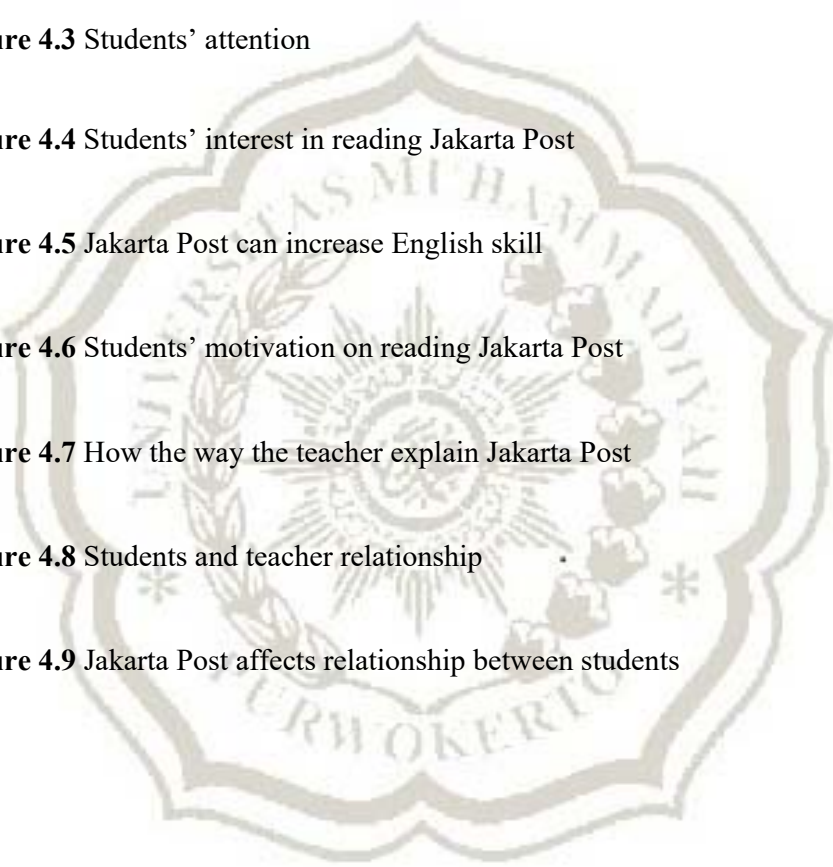 ure 4.3 Students’ attention
ure 4.4 Students’ interest in reading Jakarta Post
ure 4.5 Jakarta Post can increase English skill
ure 4.6 Students’ motivation on reading Jakarta Post
ure 4.7 How the way the teacher explain Jakarta Post
ure 4.8 Students and teacher relationship
ure 4.9 Jakarta Post affects relationship between students
UNIVERSITAS MUHAMMADIYAH
PURWOKERTO